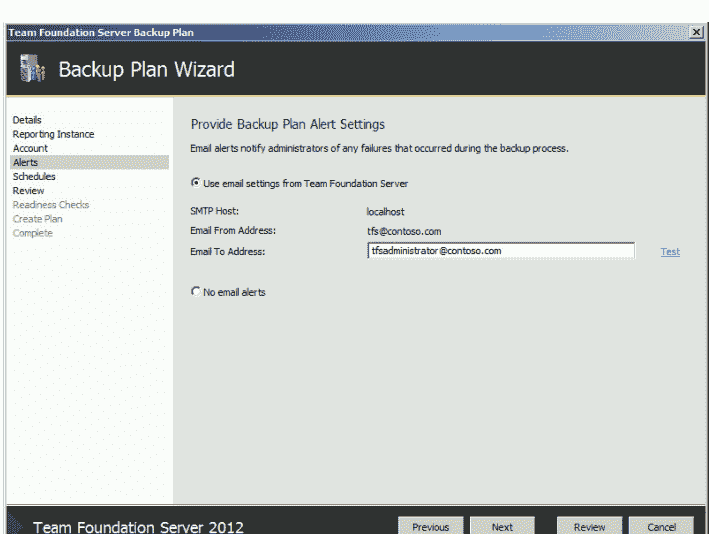 Team Foundation Server Backup Plan
Backup Plan Wizard
Details
Reporting Instance
Account
Alerts
Schedules
Review
Readiness Checks
Create Plan
Complete
Provide Backup Plan Alert Settings
Email alerts notify administrators of any failures that occurred during the backup process.
Use email settings from Team Foundation Server
SMTP Host: localhost
Email From Address: tfs@contoso.com
Email To Address: tfsadministrator@contoso.com Test
No email alerts
Team Foundation Server 2012
Previous Next Review Cancel